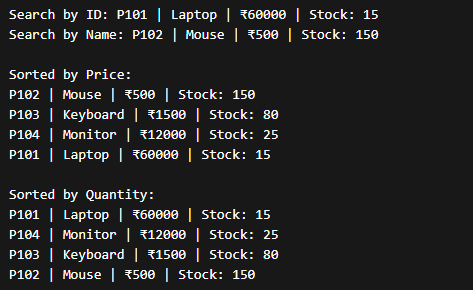 Search by ID: P101 | Laptop | ₹60000 | Stock: 15
Search by Name: P102 | Mouse | ₹500 | Stock: 150
Sorted by Price:
P102 | Mouse | ₹500 | Stock: 150
P103 | Keyboard | ₹1500 | Stock: 80
P104 | Monitor | ₹12000 | Stock: 25
P101 | Laptop | ₹60000 | Stock: 15
Sorted by Quantity:
P101 | Laptop | ₹60000 | Stock: 15
P104 | Monitor | ₹12000 | Stock: 25
P103 | Keyboard | ₹1500 | Stock: 80
P102 | Mouse | ₹500 | Stock: 150